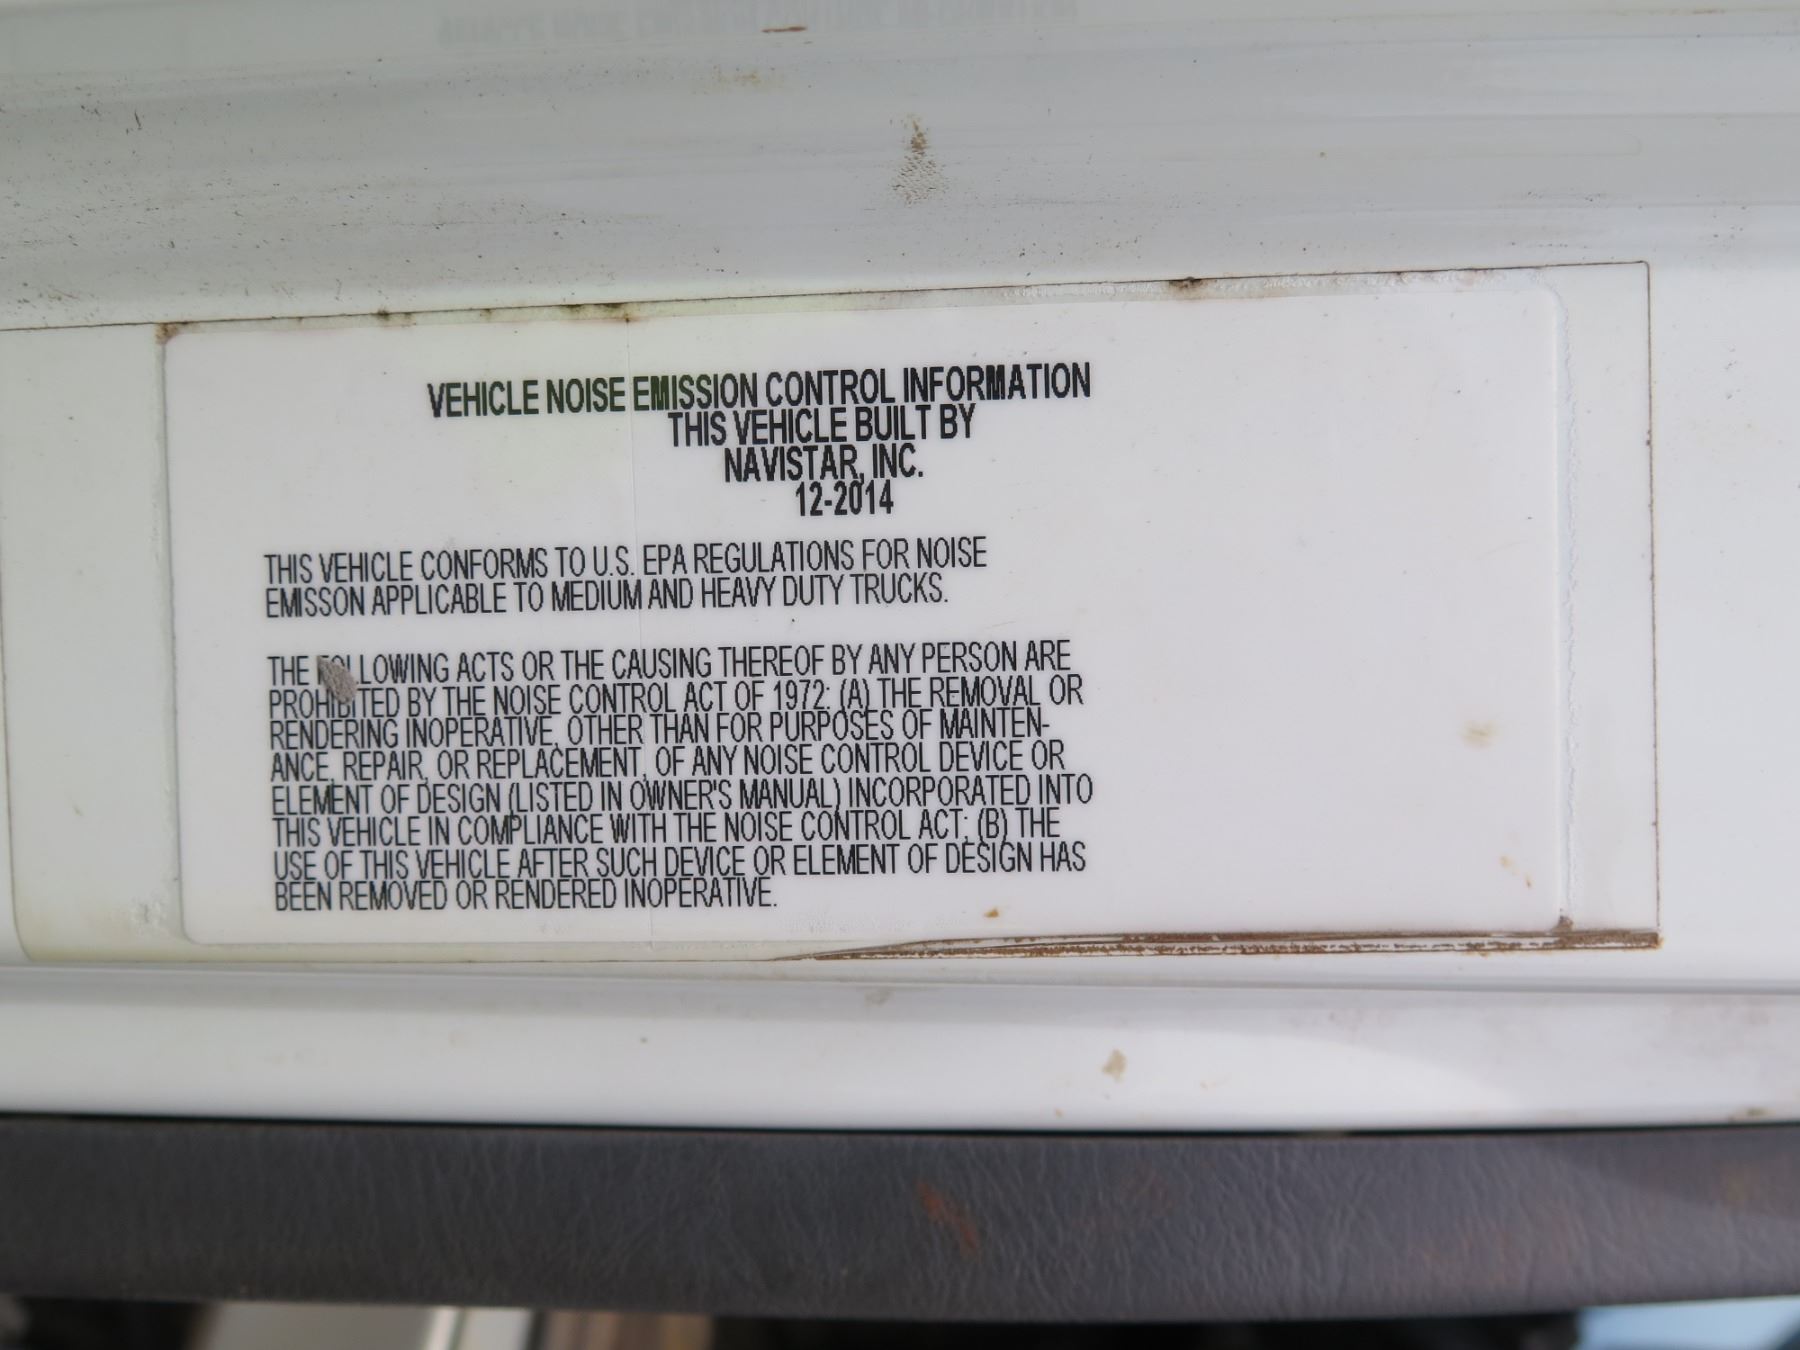 VEHICLE NOISE EMISSION CONTROL INFORMATION
THIS VEHICLE BUILT BY
NAVISTAR, INC.
12-2014
THIS VEHICLE CONFORMS TO U.S. EPA REGULATIONS FOR NOISE
EMISSON APPLICABLE TO MEDIUM AND HEAVY DUTY TRUCKS.
THE FOLLOWING ACTS OR THE CAUSING THEREOF BY ANY PERSON ARE
PROHIBITED BY THE NOISE CONTROL ACT OF 1972: (A) THE REMOVAL OR
RENDERING INOPERATIVE, OTHER THAN FOR PURPOSES OF MAINTEN-
ANCE, REPAIR, OR REPLACEMENT, OF ANY NOISE CONTROL DEVICE OR
ELEMENT OF DESIGN (LISTED IN OWNER'S MANUAL) INCORPORATED INTO
THIS VEHICLE IN COMPLIANCE WITH THE NOISE CONTROL ACT; (B) THE
USE OF THIS VEHICLE AFTER SUCH DEVICE OR ELEMENT OF DESIGN HAS
BEEN REMOVED OR RENDERED INOPERATIVE.